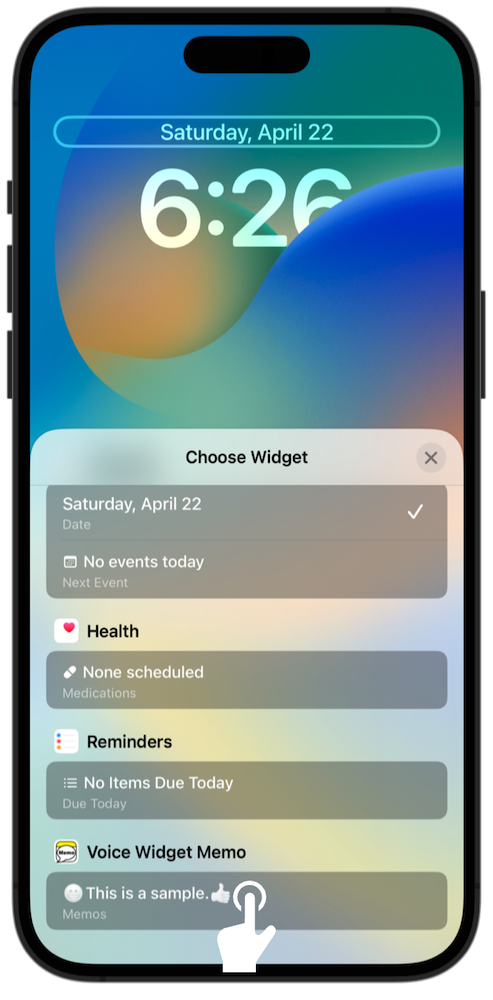 Saturday, April 22
6:26
Choose Widget
Saturday, April 22
Date
No events today
Next Event
Health
None scheduled
Medications
Reminders
No Items Due Today
Due Today
Memo
Voice Widget Memo
This is a sample.👍
Memos